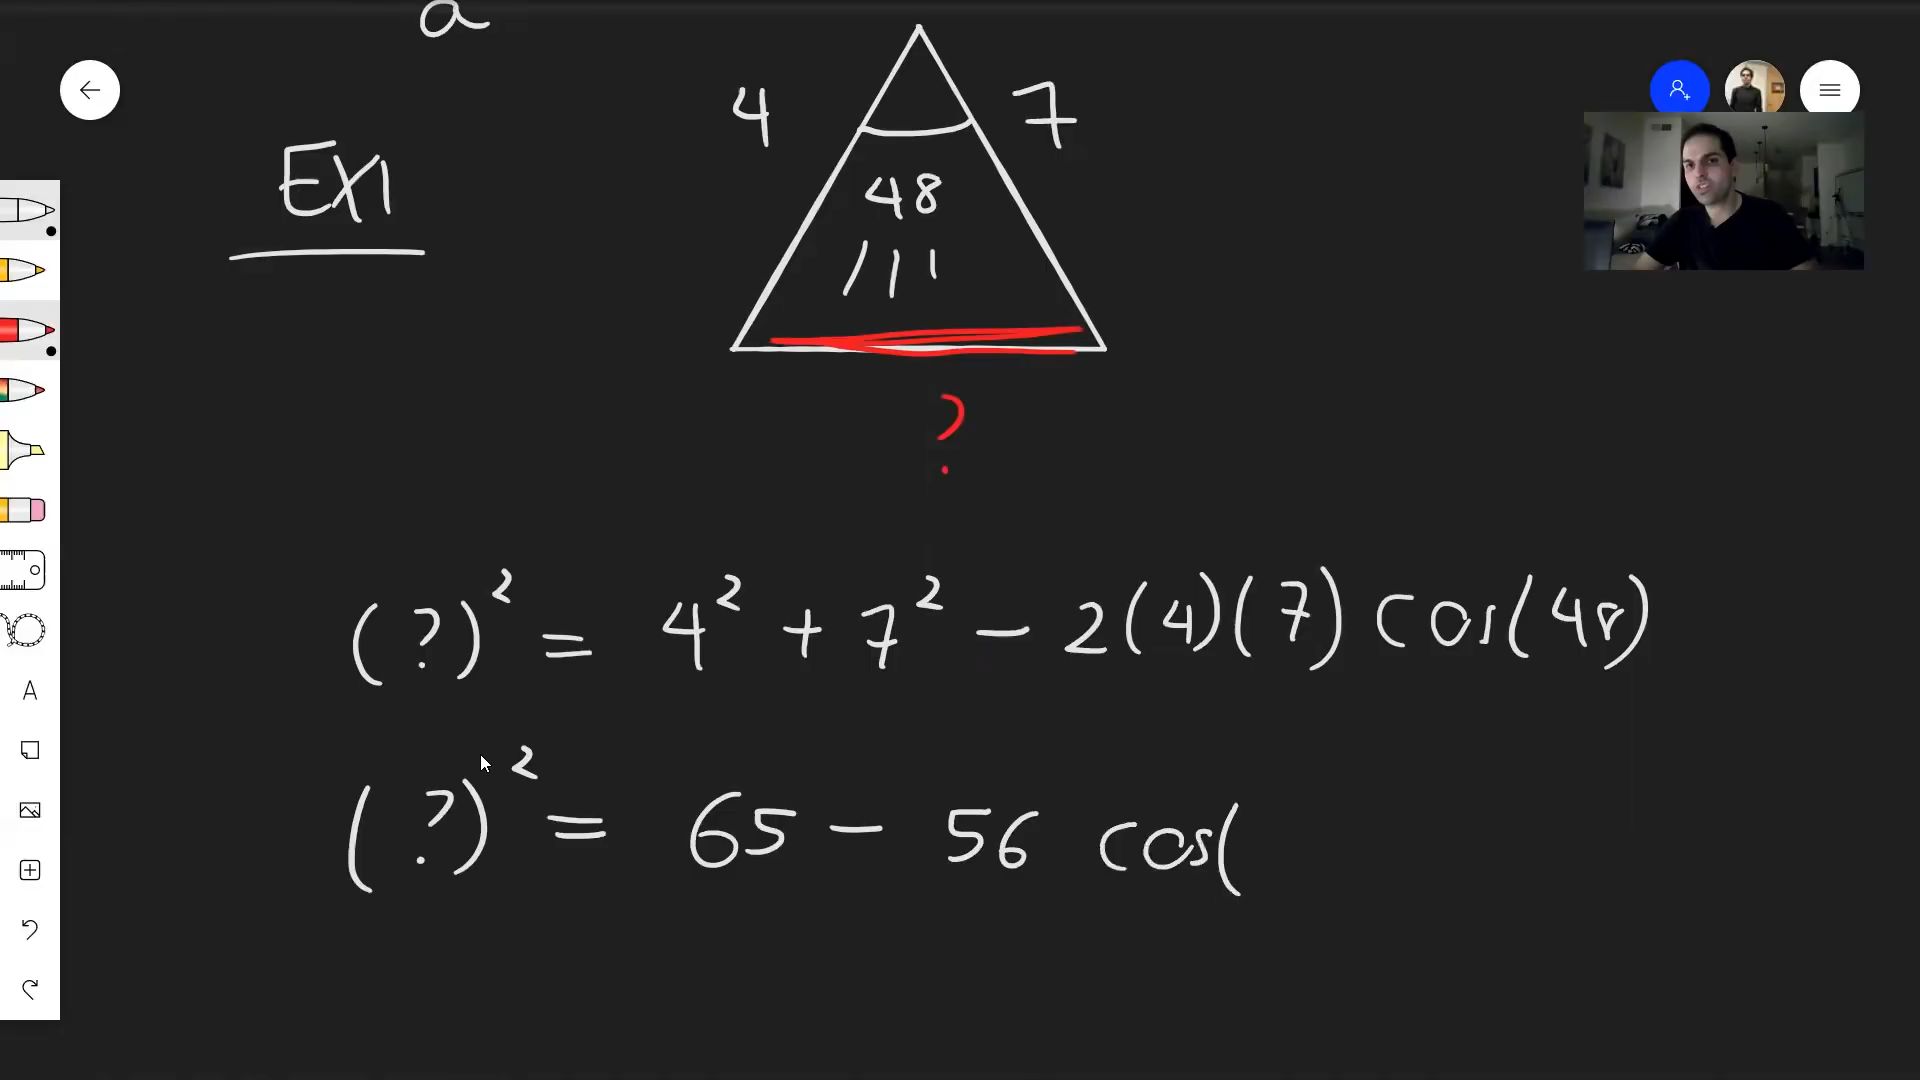 a
4 7
EX1
48
?
(?)² = 4² + 7² − 2(4)(7) cos(48)
(?)² = 65 − 56 cos(
A